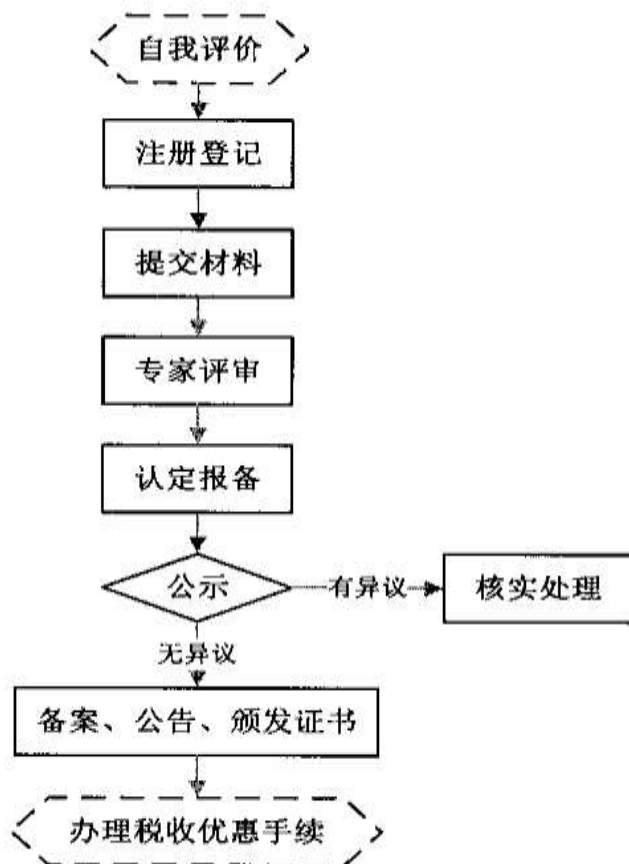 自我评价
注册登记
提交材料
专家评审
认定报备
公示
有异议
核实处理
无异议
备案、公告、颁发证书
办理税收优惠手续